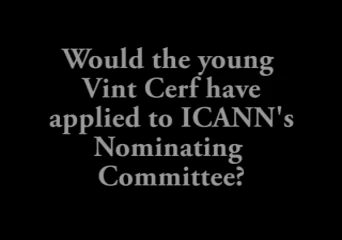 Would the young
Vint Cerf have
applied to ICANN's
Nominating
Committee?